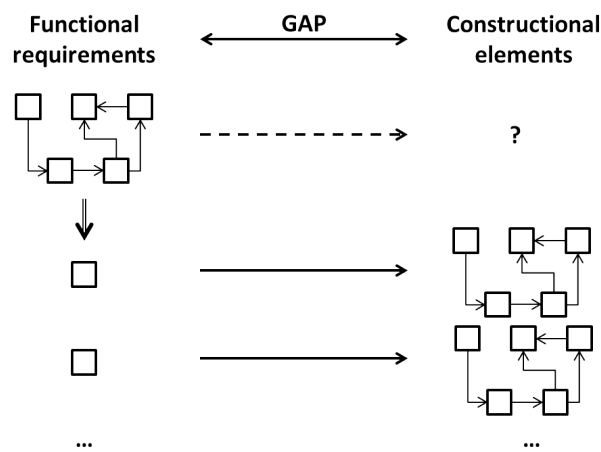 Functional
requirements
GAP
Constructional
elements
?
...
...